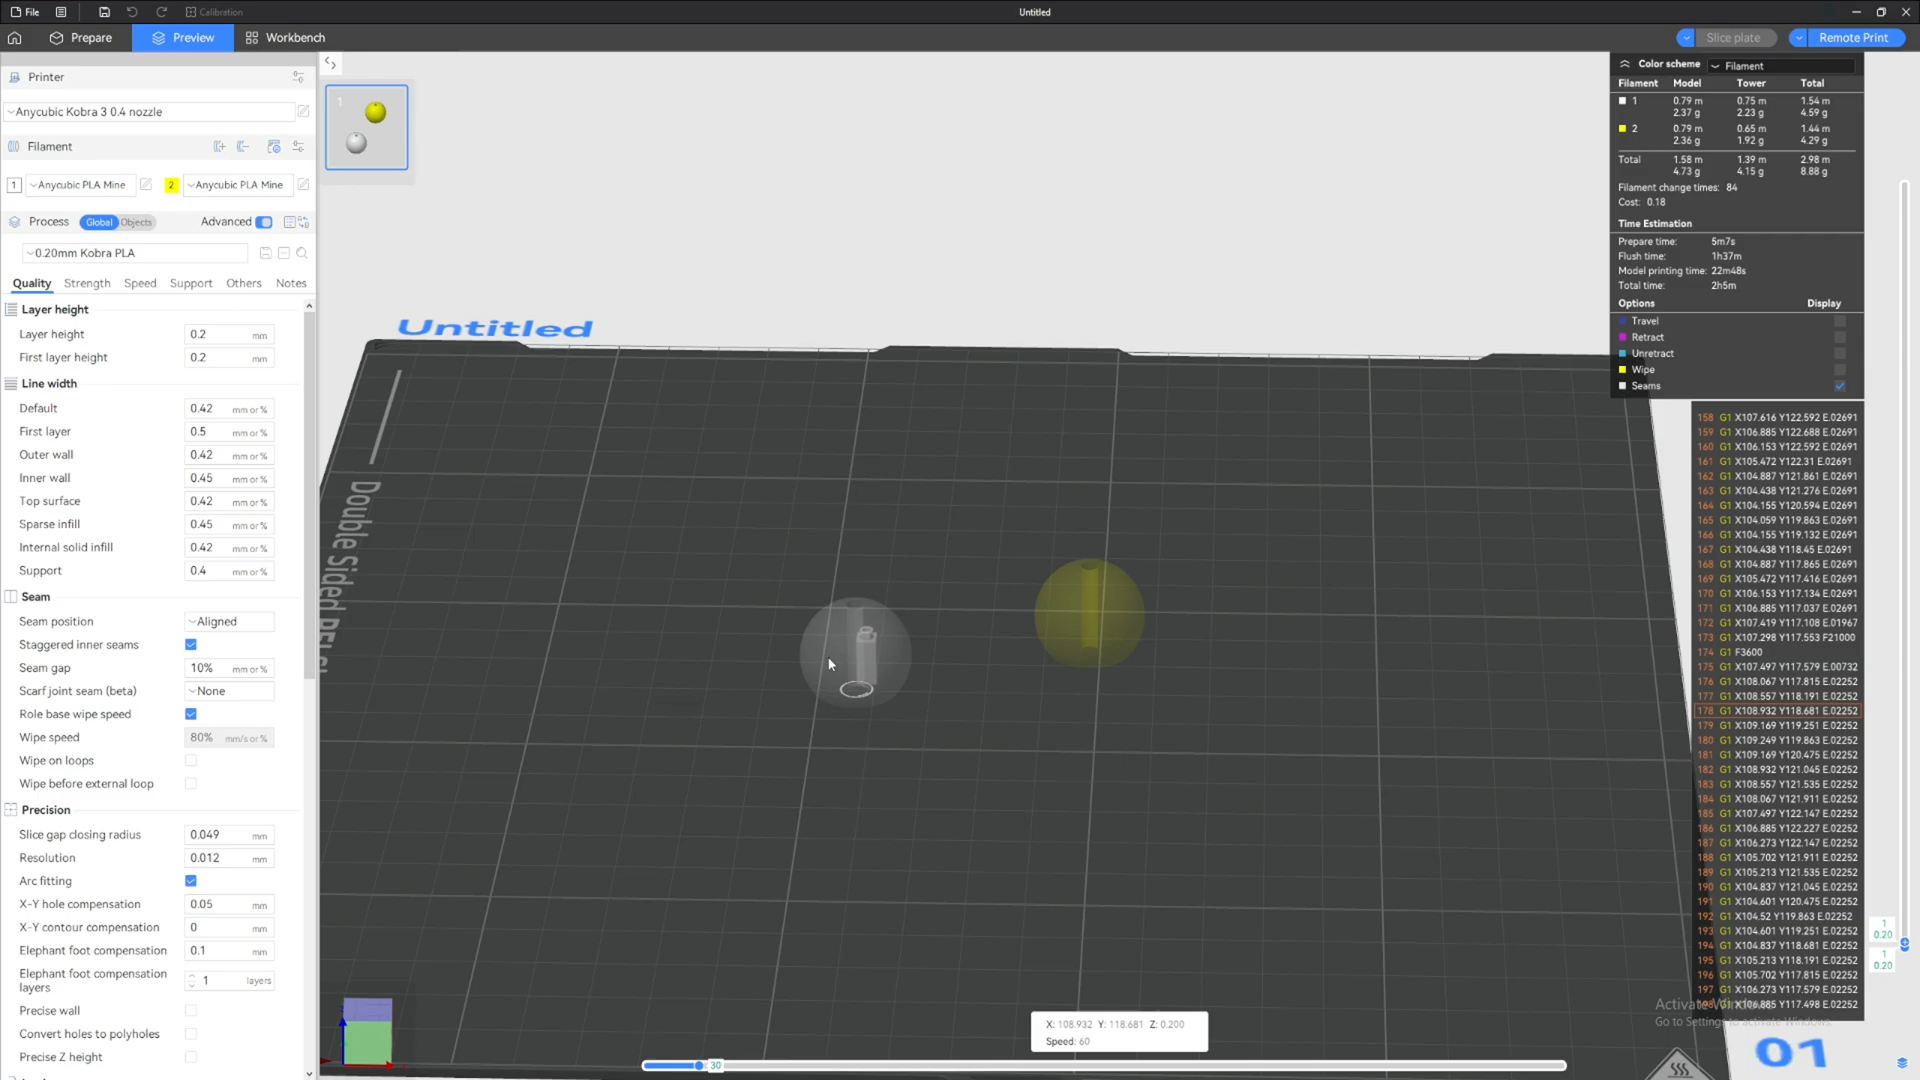 File
Calibration
Untitled
Prepare
Preview
Workbench
Slice plate
Remote Print
Printer
Anycubic Kobra 3 0.4 nozzle
Filament
1 Anycubic PLA Mine 2 Anycubic PLA Mine
Process Global Objects Advanced
0.20mm Kobra PLA
Quality Strength Speed Support Others Notes
Layer height
Layer height 0.2 mm
First layer height 0.2 mm
Line width
Default 0.42 mm or %
First layer 0.5 mm or %
Outer wall 0.42 mm or %
Inner wall 0.45 mm or %
Top surface 0.42 mm or %
Sparse infill 0.45 mm or %
Internal solid infill 0.42 mm or %
Support 0.4 mm or %
Seam
Seam position Aligned
Staggered inner seams
Seam gap 10% mm or %
Scarf joint seam (beta) None
Role base wipe speed
Wipe speed 80% mm/s or %
Wipe on loops
Wipe before external loop
Precision
Slice gap closing radius 0.049 mm
Resolution 0.012 mm
Arc fitting
X-Y hole compensation 0.05 mm
X-Y contour compensation 0 mm
Elephant foot compensation 0.1 mm
Elephant foot compensation
layers 1 layers
Precise wall
Convert holes to polyholes
Precise Z height
1
Untitled
Double Sided
X: 108.932 Y: 118.681 Z: 0.200
Speed: 60
30
01
Color scheme Filament
Filament Model Tower Total
1 0.79 m 0.75 m 1.54 m
2.37 g 2.23 g 4.59 g
2 0.79 m 0.65 m 1.44 m
2.36 g 1.92 g 4.29 g
Total 1.58 m 1.39 m 2.98 m
4.73 g 4.15 g 8.88 g
Filament change times: 84
Cost: 0.18
Time Estimation
Prepare time: 5m7s
Flush time: 1h37m
Model printing time: 22m48s
Total time: 2h5m
Options Display
Travel
Retract
Unretract
Wipe
Seams
158 G1 X107.616 Y122.592 E.02691
159 G1 X106.885 Y122.688 E.02691
160 G1 X106.153 Y122.592 E.02691
161 G1 X105.472 Y122.31 E.02691
162 G1 X104.887 Y121.861 E.02691
163 G1 X104.438 Y121.276 E.02691
164 G1 X104.155 Y120.594 E.02691
165 G1 X104.059 Y119.863 E.02691
166 G1 X104.155 Y119.132 E.02691
167 G1 X104.438 Y118.45 E.02691
168 G1 X104.887 Y117.865 E.02691
169 G1 X105.472 Y117.416 E.02691
170 G1 X106.153 Y117.134 E.02691
171 G1 X106.885 Y117.037 E.02691
172 G1 X107.419 Y117.108 E.01967
173 G1 X107.298 Y117.553 F21000
174 G1 F3600
175 G1 X107.497 Y117.579 E.00732
176 G1 X108.067 Y117.815 E.02252
177 G1 X108.557 Y118.191 E.02252
178 G1 X108.932 Y118.681 E.02252
179 G1 X109.169 Y119.251 E.02252
180 G1 X109.249 Y119.863 E.02252
181 G1 X109.169 Y120.475 E.02252
182 G1 X108.932 Y121.045 E.02252
183 G1 X108.557 Y121.535 E.02252
184 G1 X108.067 Y121.911 E.02252
185 G1 X107.497 Y122.147 E.02252
186 G1 X106.885 Y122.227 E.02252
187 G1 X106.273 Y122.147 E.02252
188 G1 X105.702 Y121.911 E.02252
189 G1 X105.213 Y121.535 E.02252
190 G1 X104.837 Y121.045 E.02252
191 G1 X104.601 Y120.475 E.02252
192 G1 X104.52 Y119.863 E.02252
193 G1 X104.601 Y119.251 E.02252
194 G1 X104.837 Y118.681 E.02252
195 G1 X105.213 Y118.191 E.02252
196 G1 X105.702 Y117.815 E.02252
197 G1 X106.273 Y117.579 E.02252
198 G1 X106.885 Y117.498 E.02252
1
0.20
1
0.20
Activate Windows
Go to Settings to activate Windows.